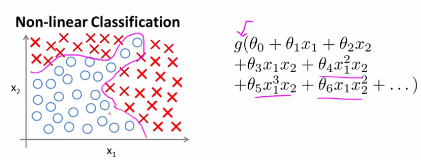 Non-linear Classification
x₂
x₁
g(θ₀ + θ₁x₁ + θ₂x₂
+θ₃x₁x₂ + θ₄x₁²x₂
+θ₅x₁³x₂ + θ₆x₁x₂² + . . . )